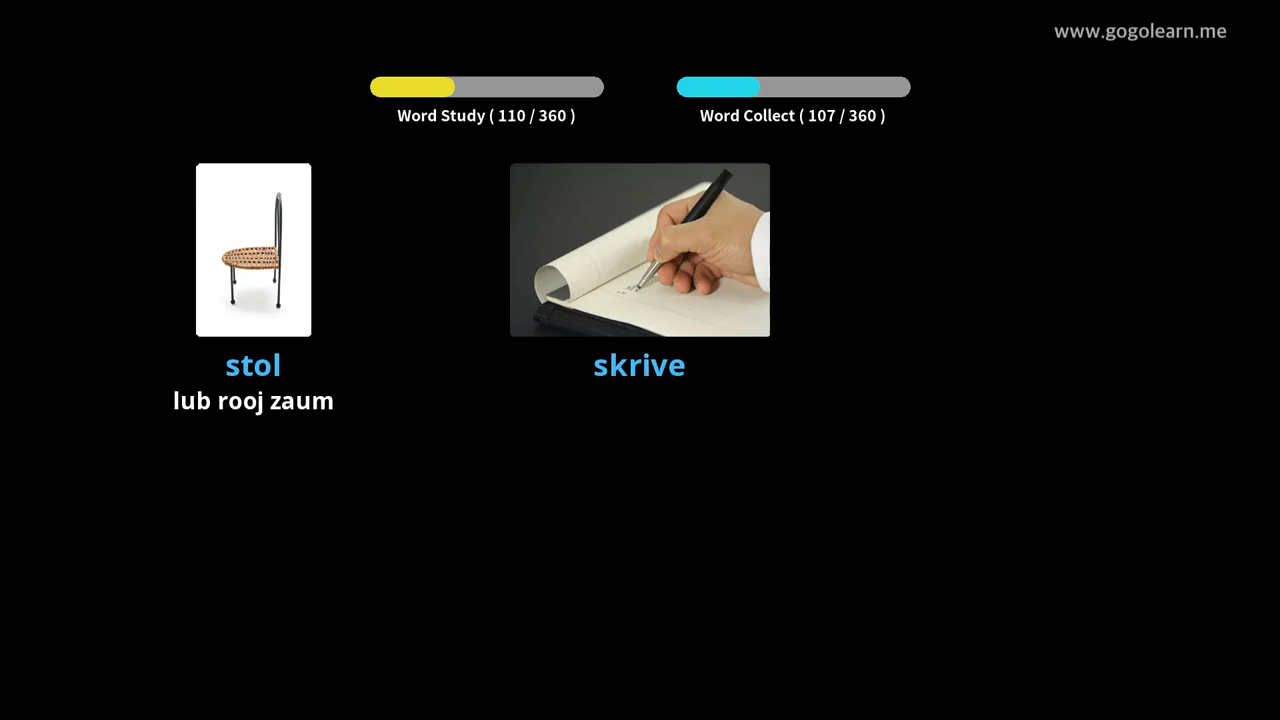 www.gogolearn.me
Word Study ( 110 / 360 )
Word Collect ( 107 / 360 )
stol
lub rooj zaum
skrive